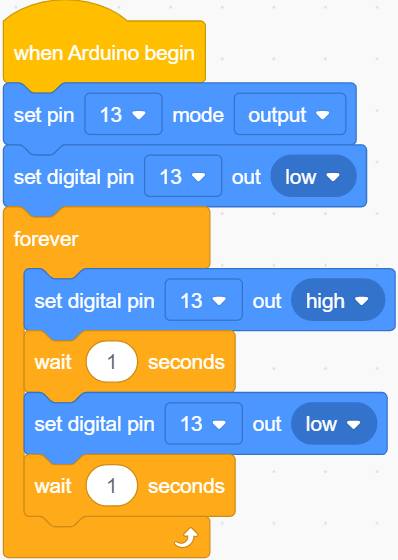 when Arduino begin
set pin 13 mode output
set digital pin 13 out low
forever
set digital pin 13 out high
wait 1 seconds
set digital pin 13 out low
wait 1 seconds